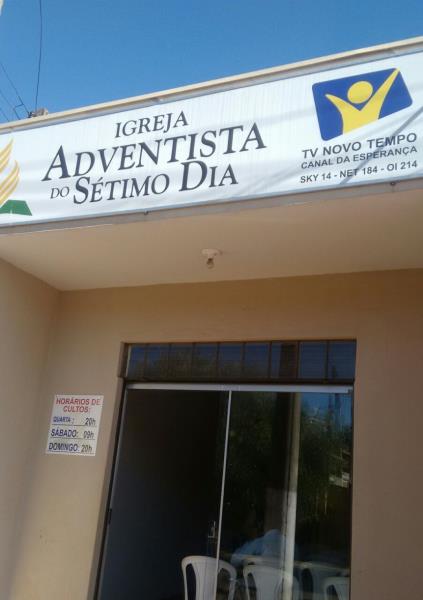 IGREJA
ADVENTISTA
DO SÉTIMO DIA
TV NOVO TEMPO
CANAL DA ESPERANÇA
SKY 14 - NET 184 - OI 214
HORÁRIOS DE
CULTOS:
QUARTA : 20h
SÁBADO: 09h
DOMINGO: 20h